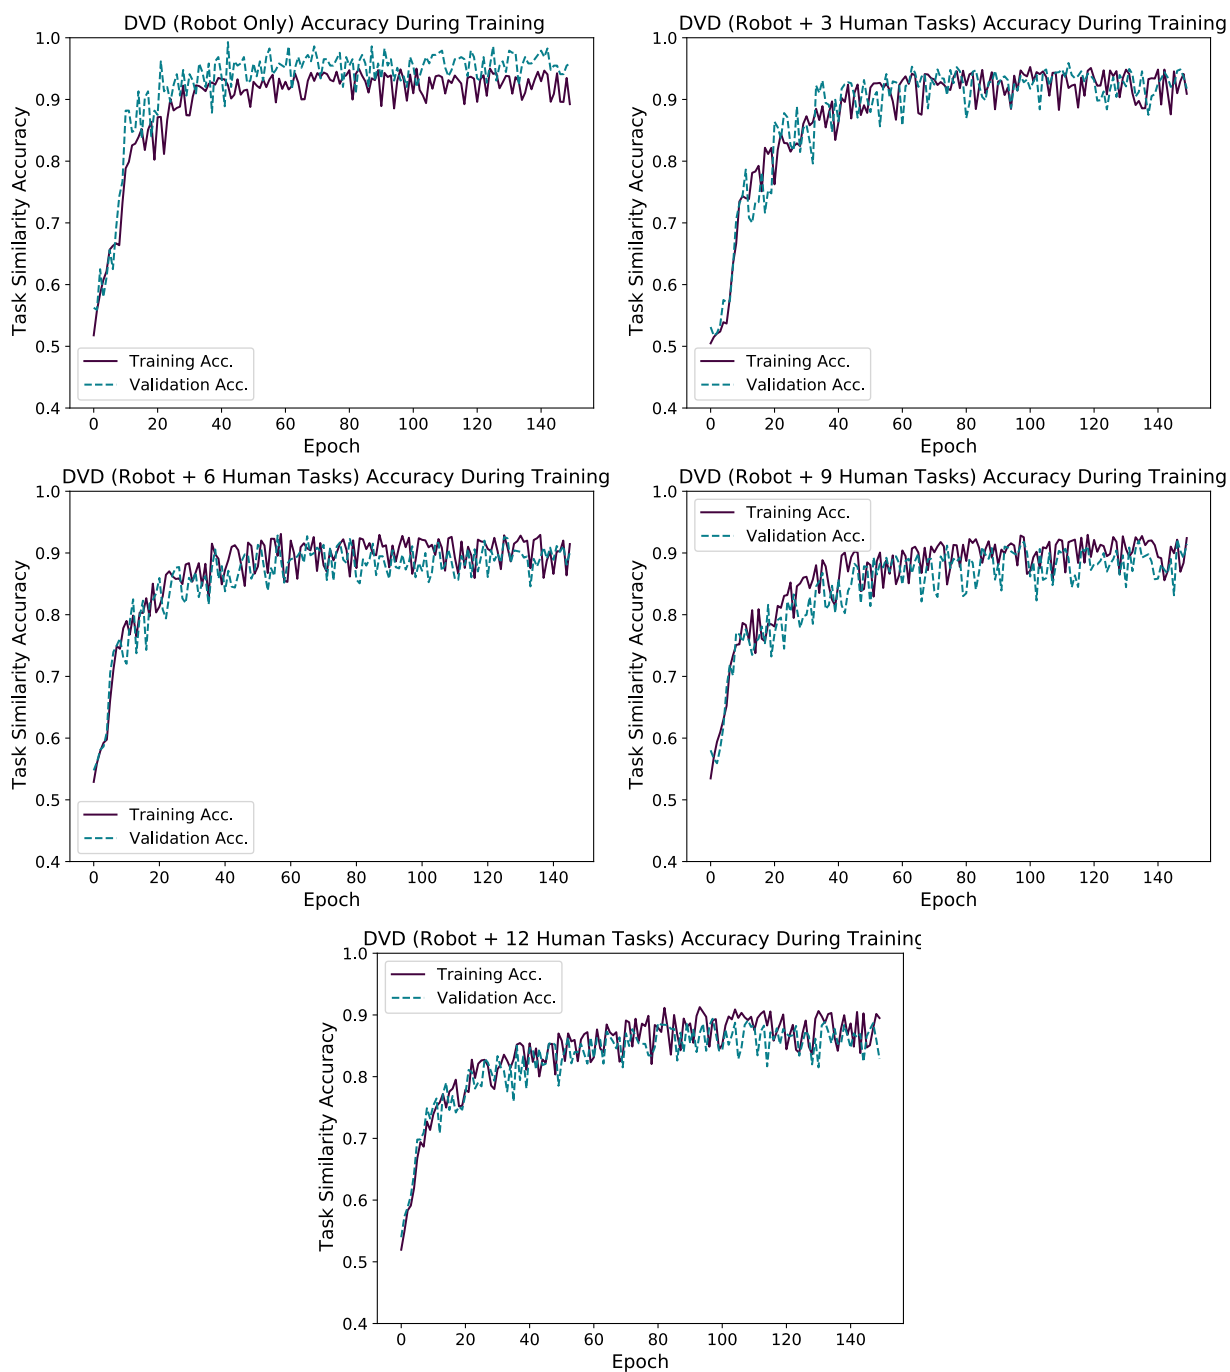 DVD (Robot Only) Accuracy During Training
1.0
0.9
0.8
0.7
0.6
0.5
0.4
Task Similarity Accuracy
Training Acc.
Validation Acc.
0 20 40 60 80 100 120 140
Epoch
DVD (Robot + 3 Human Tasks) Accuracy During Training
1.0
0.9
0.8
0.7
0.6
0.5
0.4
Task Similarity Accuracy
Training Acc.
Validation Acc.
0 20 40 60 80 100 120 140
Epoch
DVD (Robot + 6 Human Tasks) Accuracy During Training
1.0
0.9
0.8
0.7
0.6
0.5
0.4
Task Similarity Accuracy
Training Acc.
Validation Acc.
0 20 40 60 80 100 120 140
Epoch
DVD (Robot + 9 Human Tasks) Accuracy During Training
1.0
0.9
0.8
0.7
0.6
0.5
0.4
Task Similarity Accuracy
Training Acc.
Validation Acc.
0 20 40 60 80 100 120 140
Epoch
DVD (Robot + 12 Human Tasks) Accuracy During Training
1.0
0.9
0.8
0.7
0.6
0.5
0.4
Task Similarity Accuracy
Training Acc.
Validation Acc.
0 20 40 60 80 100 120 140
Epoch